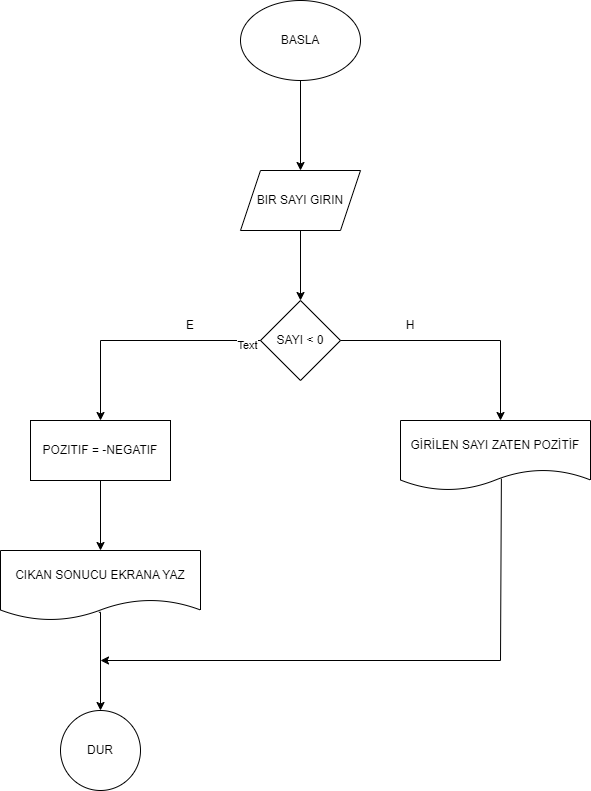 BASLA
BIR SAYI GIRIN
SAYI < 0
E
H
Text
POZITIF = -NEGATIF
GİRİLEN SAYI ZATEN POZİTİF
CIKAN SONUCU EKRANA YAZ
DUR